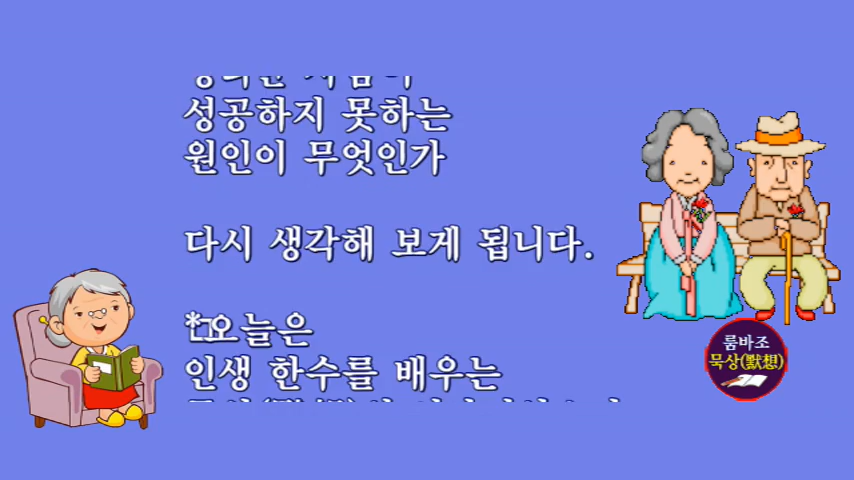 성공하지 못하는
원인이 무엇인가
다시 생각해 보게 됩니다.
*오늘은
인생 한수를 배우는
룸바조
묵상(默想)